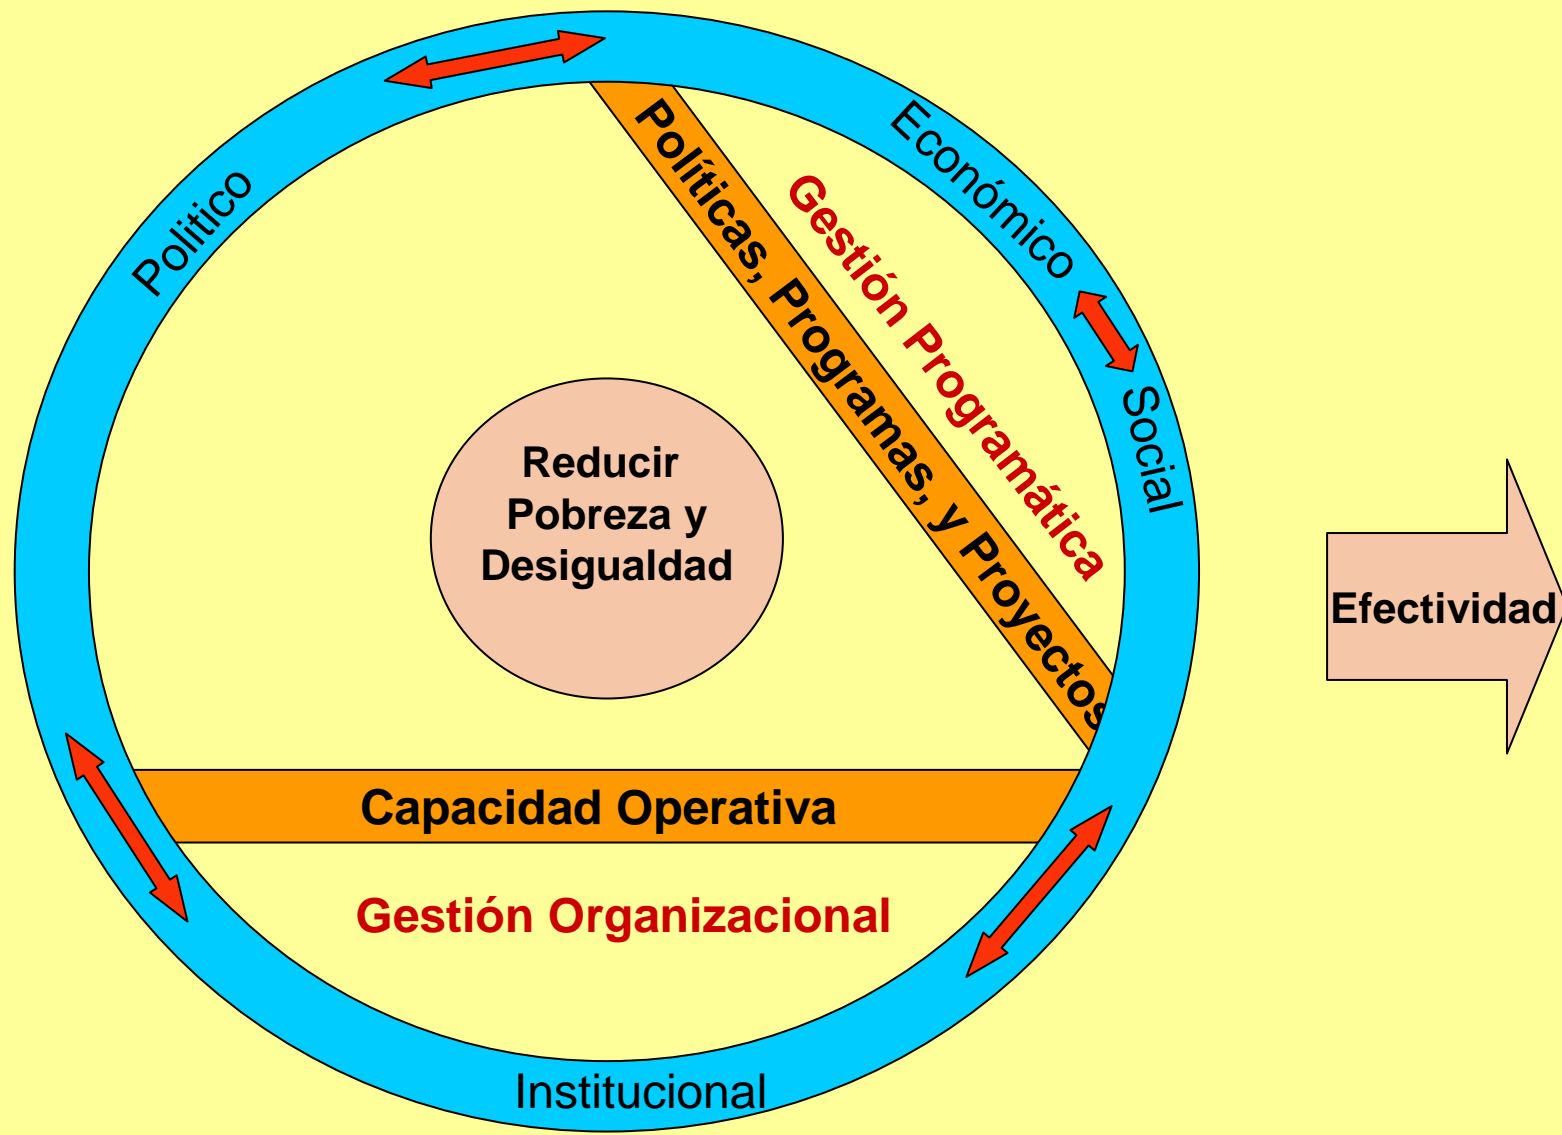 Politico
Económico
Social
Políticas, Programas, y Proyectos
Gestión Programática
Reducir
Pobreza y
Desigualdad
Efectividad
Capacidad Operativa
Gestión Organizacional
Institucional